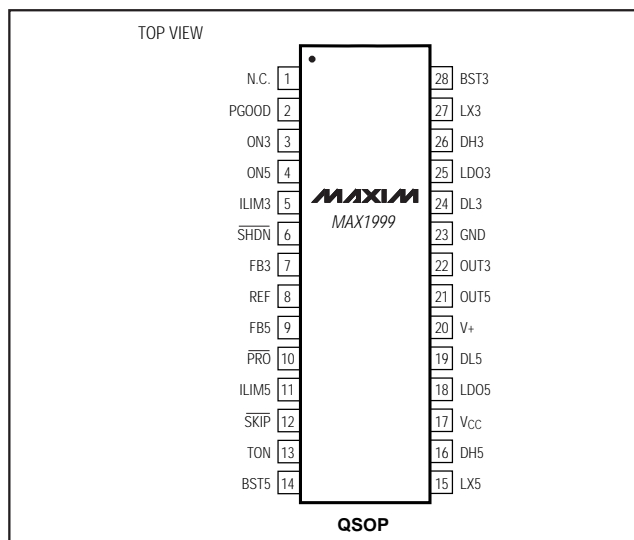 TOP VIEW
N.C. 1
PGOOD 2
ON3 3
ON5 4
ILIM3 5
SHDN 6
FB3 7
REF 8
FB5 9
PRO 10
ILIM5 11
SKIP 12
TON 13
BST5 14
MAXIM
MAX1999
28 BST3
27 LX3
26 DH3
25 LDO3
24 DL3
23 GND
22 OUT3
21 OUT5
20 V+
19 DL5
18 LDO5
17 VCC
16 DH5
15 LX5
QSOP